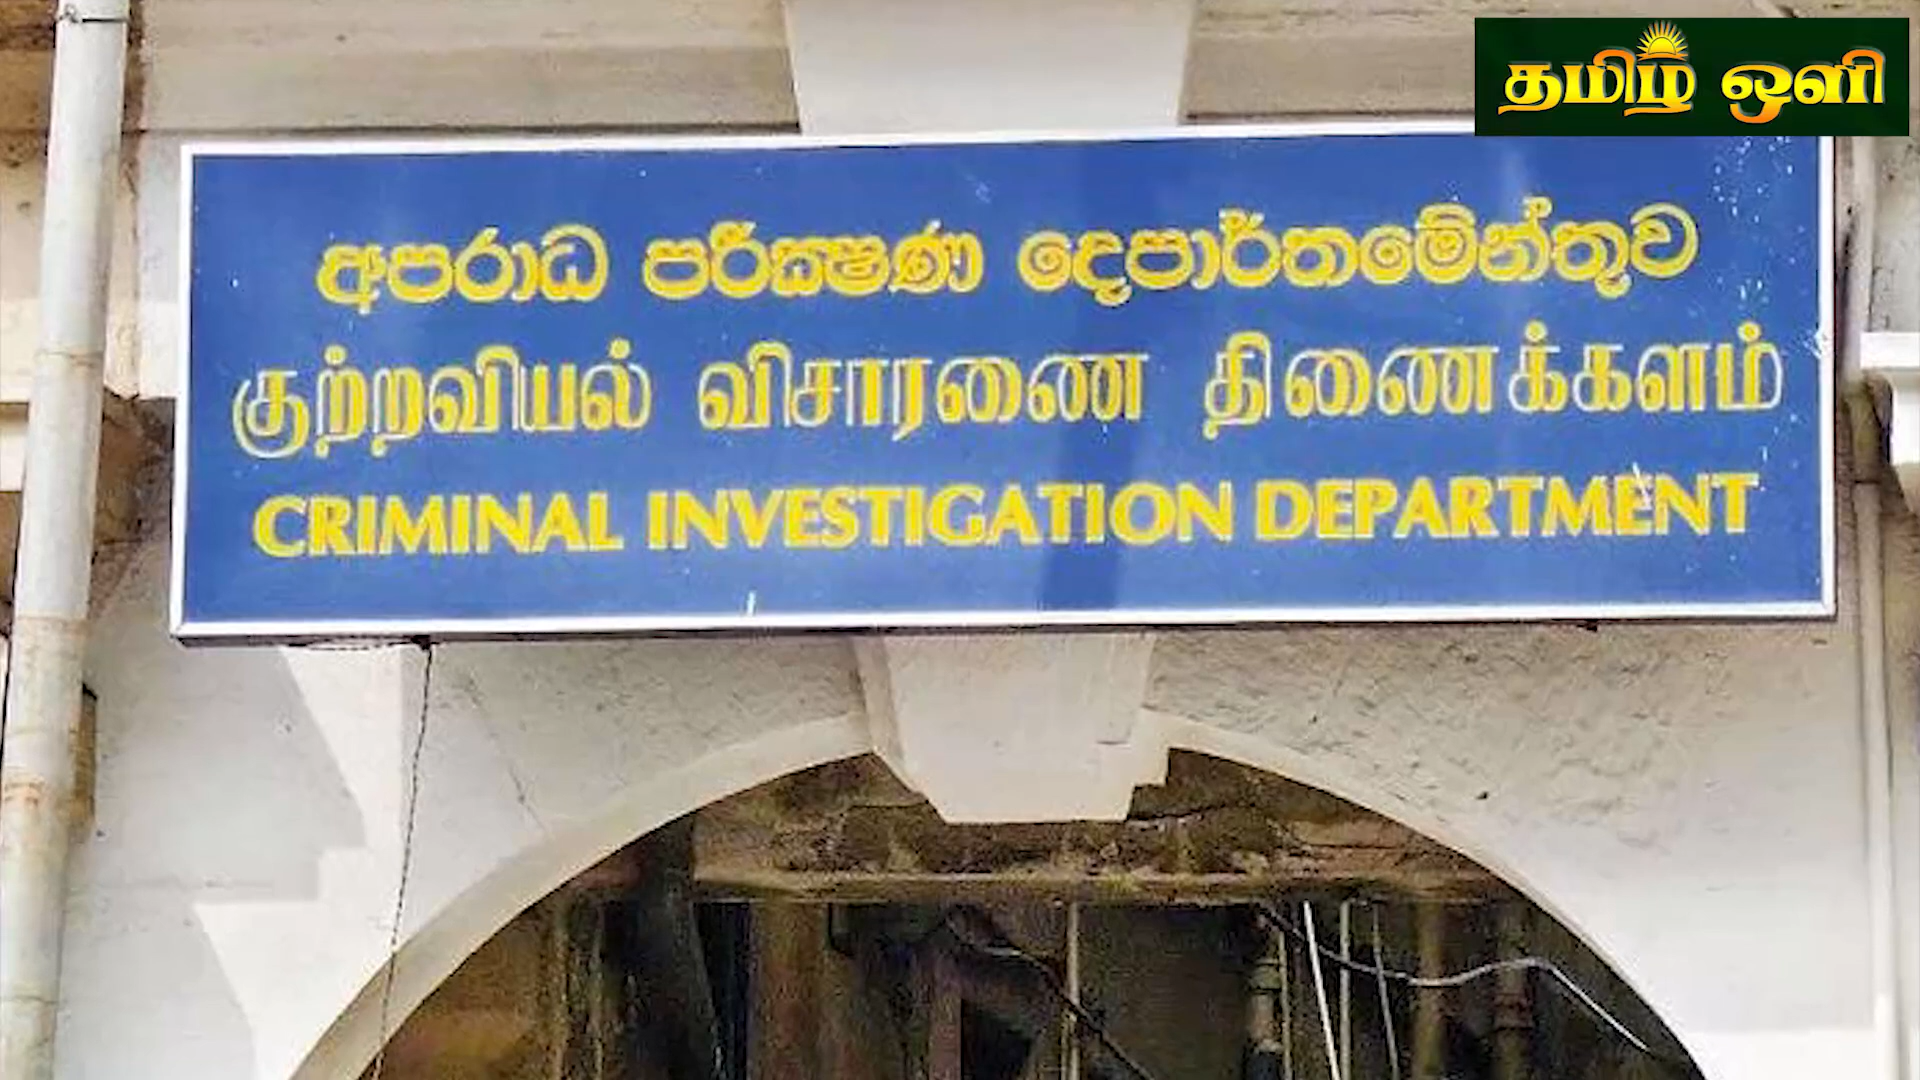 தமிழ் ஒளி
අපරාධ පරීක්ෂණ දෙපාර්තමේන්තුව
குற்றவியல் விசாரணை திணைக்களம்
CRIMINAL INVESTIGATION DEPARTMENT